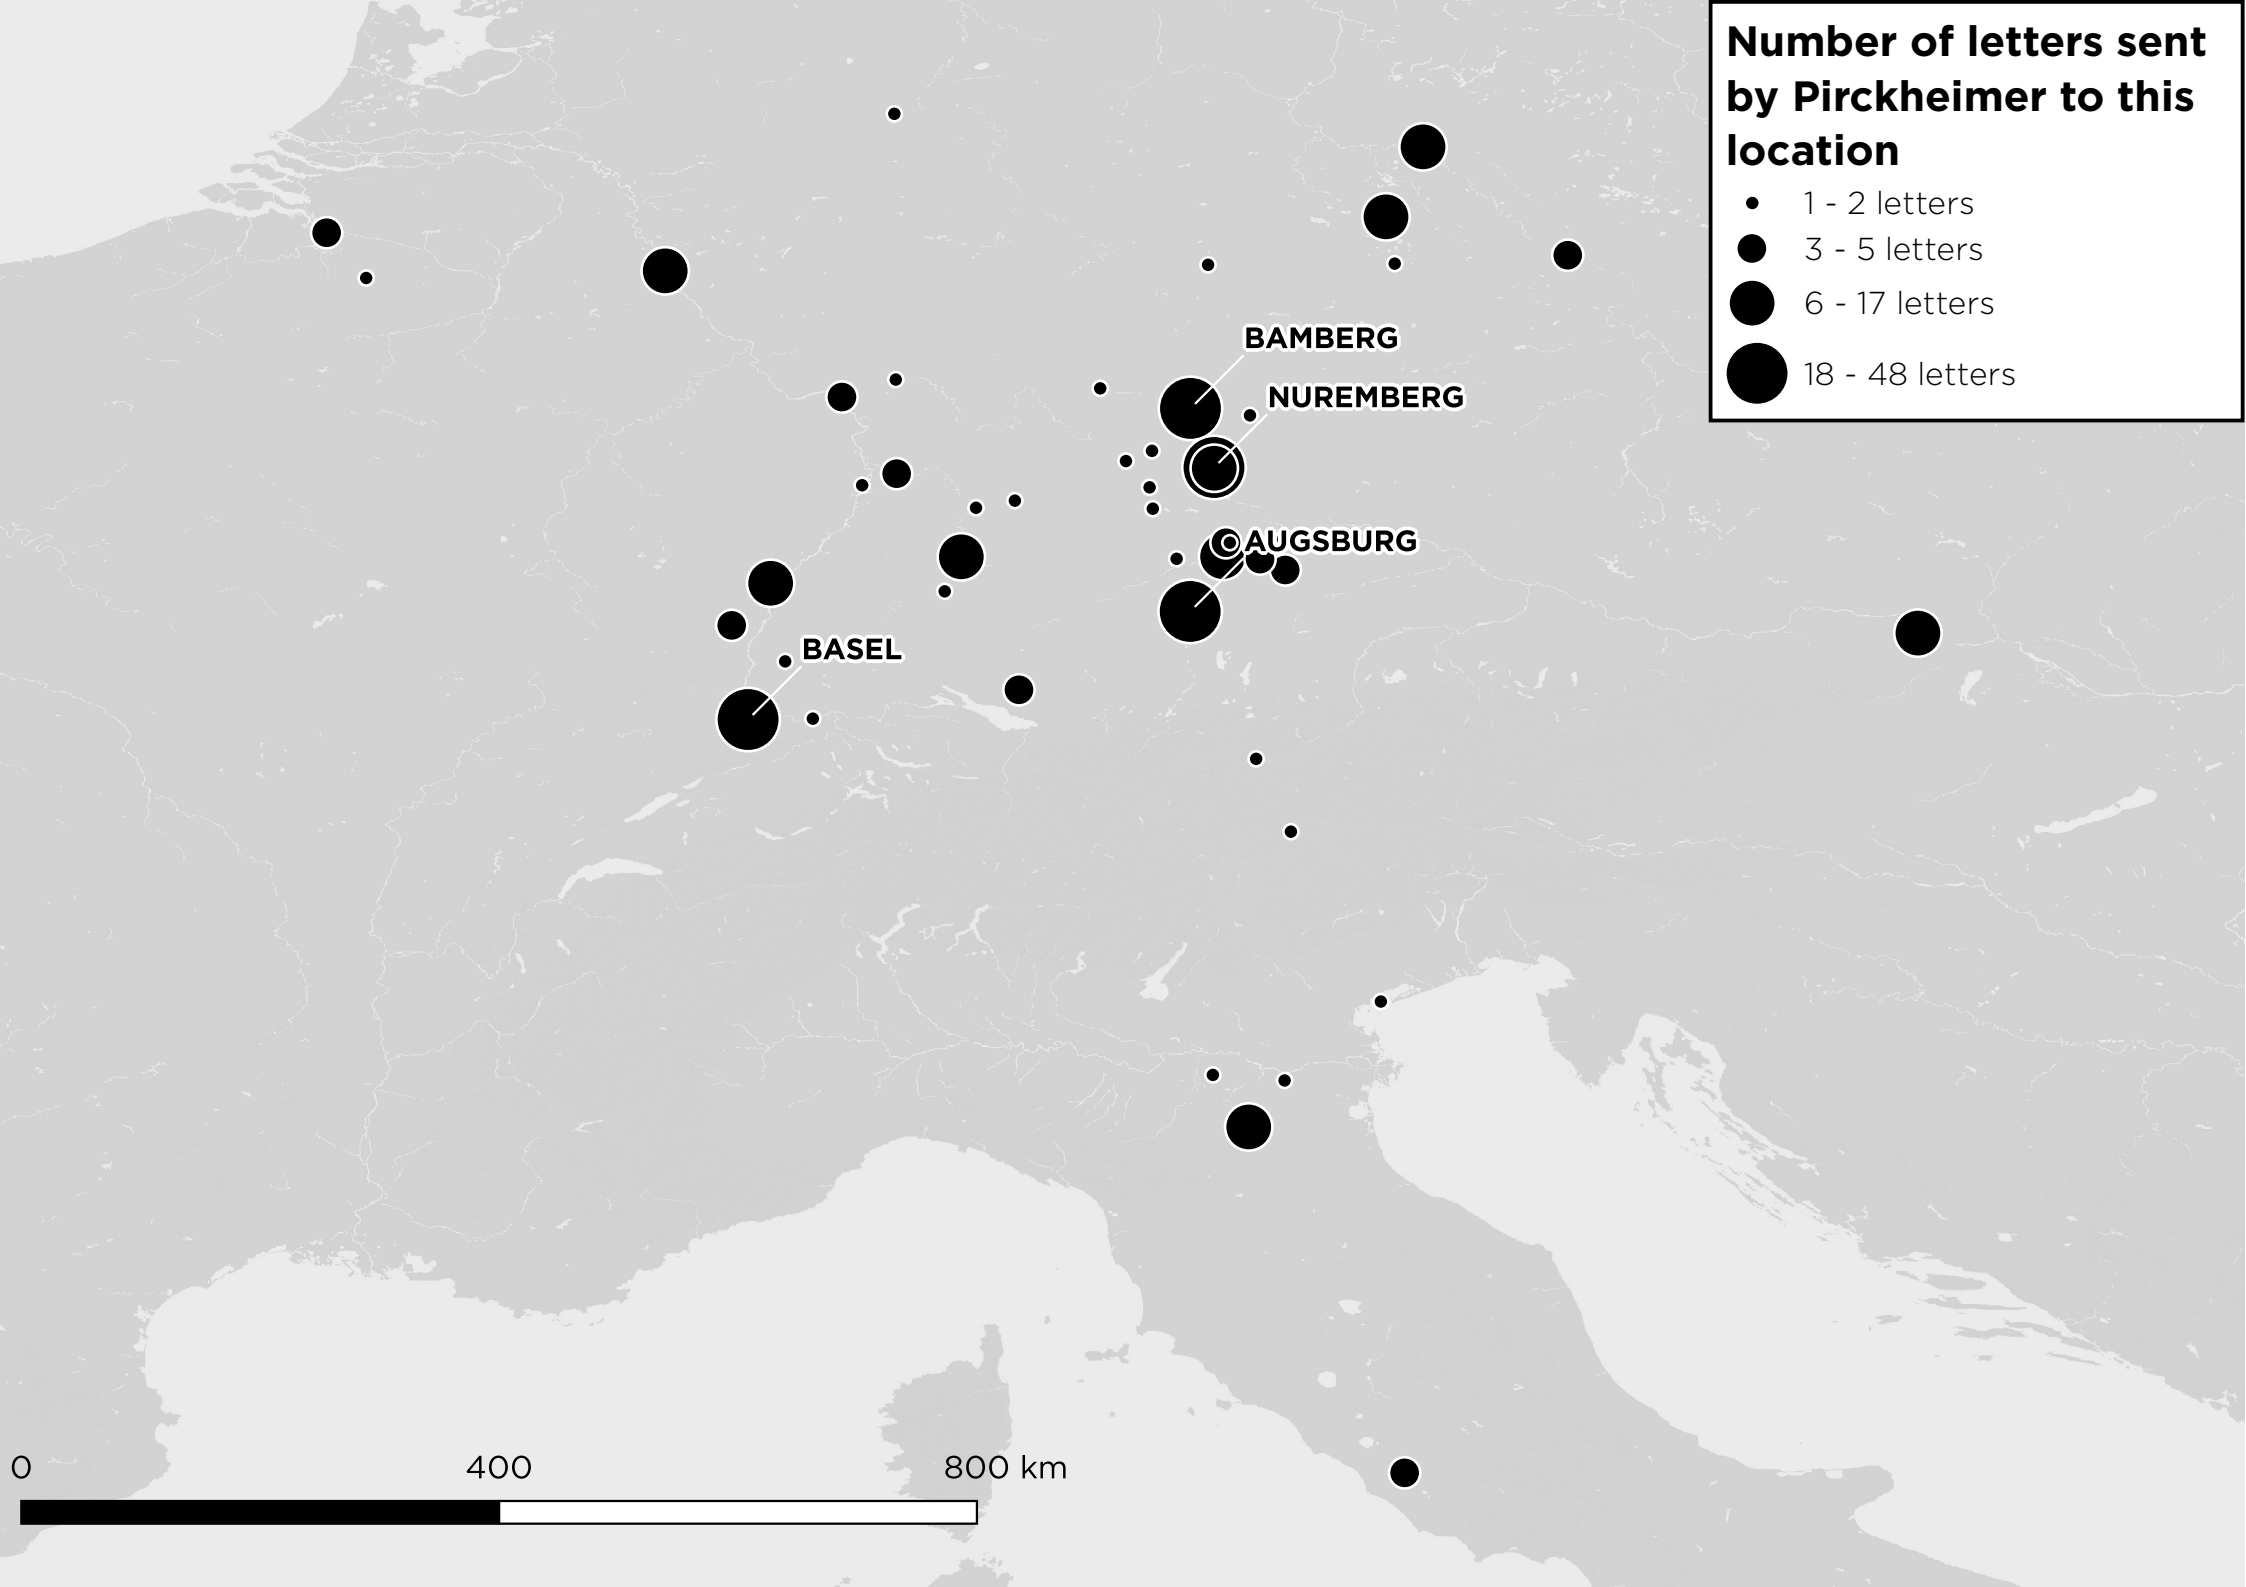 Number of letters sent
by Pirckheimer to this
location
1 - 2 letters
3 - 5 letters
6 - 17 letters
18 - 48 letters
BAMBERG
NUREMBERG
AUGSBURG
BASEL
0 400 800 km